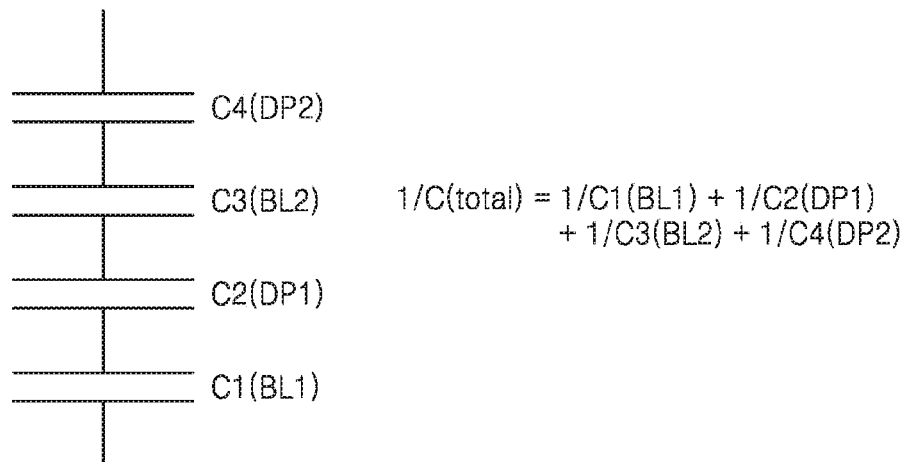 C4(DP2)
C3(BL2)
1/C(total) = 1/C1(BL1) + 1/C2(DP1)
+ 1/C3(BL2) + 1/C4(DP2)
C2(DP1)
C1(BL1)